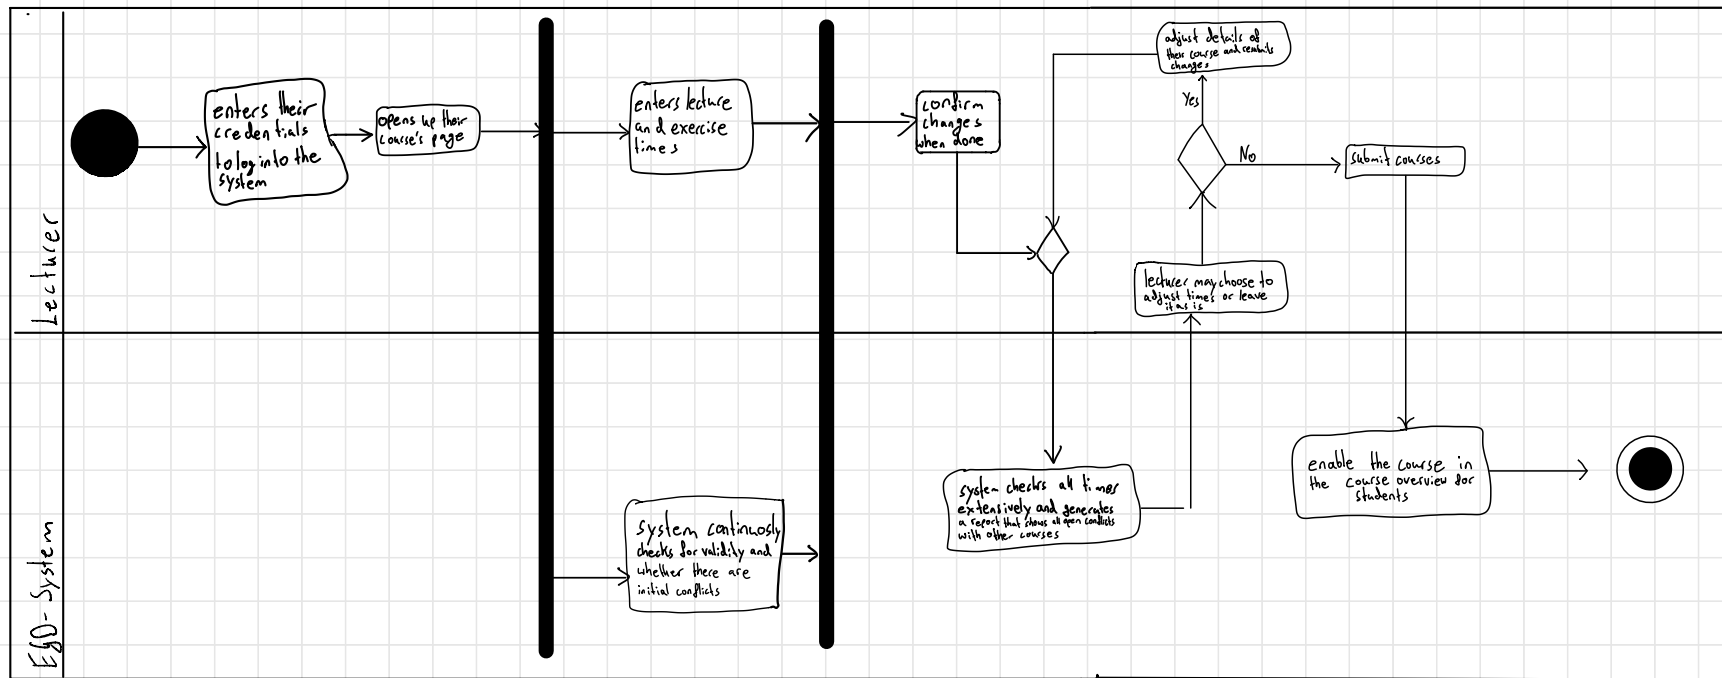 Lecturer
enters their
credentials
to log into the
system
opens up their
course's page
enters lecture
and exercise
times
confirm
changes
when done
adjust details of
their course and resubmits
changes
Yes
No
submit courses
lecturer may choose to
adjust times or leave
it as is
EGO-System
system continuosly
checks for validity and
whether there are
initial conflicts
system checks all times
extensively and generates
a report that shows all open conflicts
with other courses
enable the course in
the course overview for
students